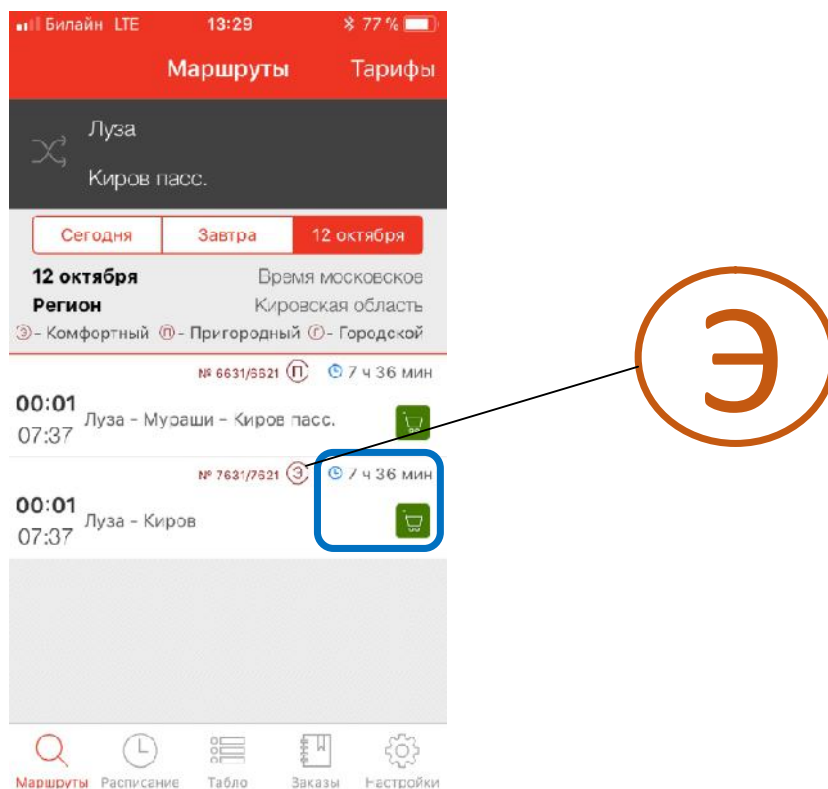 Билайн LTE 13:29 77 %
Маршруты Тарифы
Луза
Киров пасс.
Сегодня Завтра 12 октября
12 октября Время московское
Регион Кировская область
Э - Комфортный П - Пригородный Г - Городской
№ 6631/6621 П 7 ч 36 мин
00:01
07:37
Луза - Мураши - Киров пасс.
№ 7631/7621 Э 7 ч 36 мин
00:01
07:37
Луза - Киров
Э
Маршруты Расписание Табло Заказы Настройки